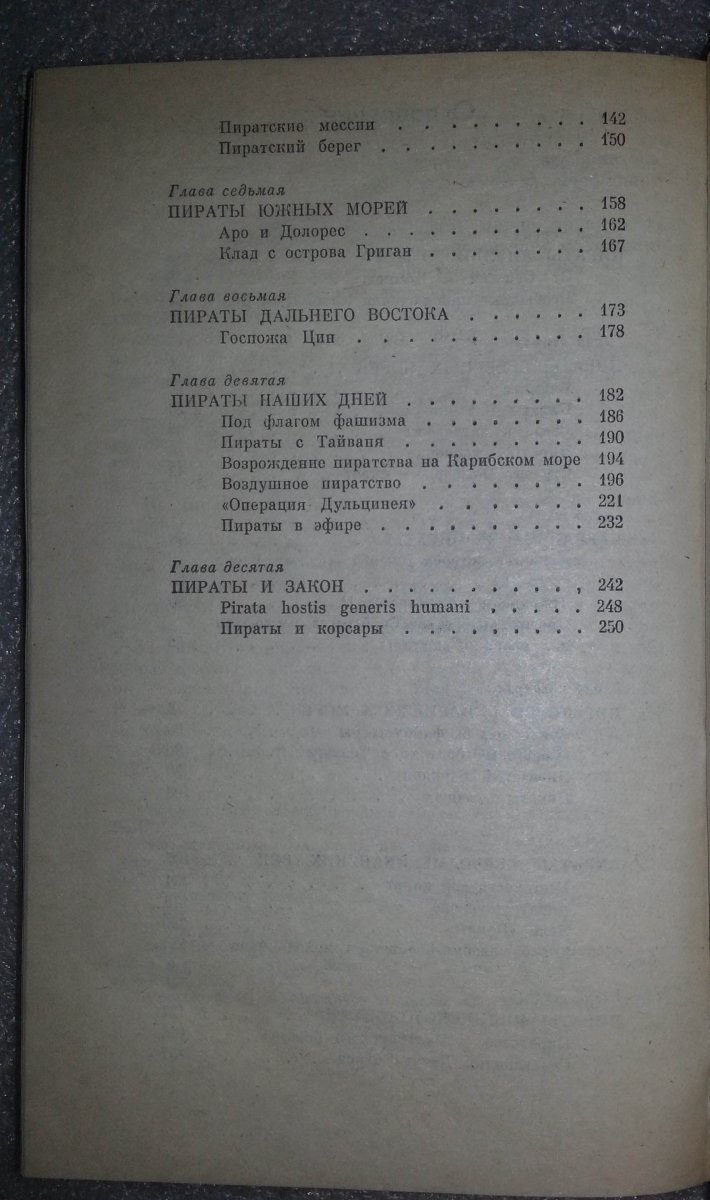 Пиратские мессии . . . . . . . . . 142
Пиратский берег . . . . . . . . . . 150
Глава седьмая
ПИРАТЫ ЮЖНЫХ МОРЕЙ . . . . . . . . 158
Аро и Долорес . . . . . . . . . . . 162
Клад с острова Григан . . . . . . . . 167
Глава восьмая
ПИРАТЫ ДАЛЬНЕГО ВОСТОКА . . . . . . 173
Госпожа Цин . . . . . . . . . . . 178
Глава девятая
ПИРАТЫ НАШИХ ДНЕЙ . . . . . . . . . 182
Под флагом фашизма . . . . . . . . 186
Пираты с Тайваня . . . . . . . . . 190
Возрождение пиратства на Карибском море 194
Воздушное пиратство . . . . . . . . 196
«Операция Дульцинея» . . . . . . . 221
Пираты в эфире . . . . . . . . . . 232
Глава десятая
ПИРАТЫ И ЗАКОН . . . . . . . . . . . , 242
Pirata hostis generis humani , . . . . 248
Пираты и корсары . . . . . . . . . 250